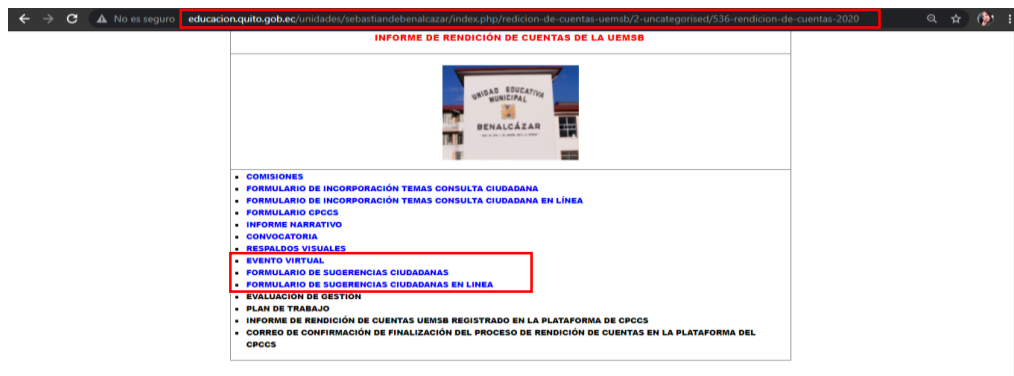 No es seguro educacion.quito.gob.ec/unidades/sebastiandebenalcazar/index.php/redicion-de-cuentas-uemsb/2-uncategorised/536-rendicion-de-cuentas-2020
INFORME DE RENDICIÓN DE CUENTAS DE LA UEMSB
UNIDAD EDUCATIVA
MUNICIPAL
BENALCÁZAR
COMISIONES
FORMULARIO DE INCORPORACIÓN TEMAS CONSULTA CIUDADANA
FORMULARIO DE INCORPORACIÓN TEMAS CONSULTA CIUDADANA EN LÍNEA
FORMULARIO CPCCS
INFORME NARRATIVO
CONVOCATORIA
RESPALDOS VISUALES
EVENTO VIRTUAL
FORMULARIO DE SUGERENCIAS CIUDADANAS
FORMULARIO DE SUGERENCIAS CIUDADANAS EN LINEA
EVALUACIÓN DE GESTIÓN
PLAN DE TRABAJO
INFORME DE RENDICIÓN DE CUENTAS UEMSB REGISTRADO EN LA PLATAFORMA DE CPCCS
CORREO DE CONFIRMACIÓN DE FINALIZACIÓN DEL PROCESO DE RENDICIÓN DE CUENTAS EN LA PLATAFORMA DEL
CPCCS